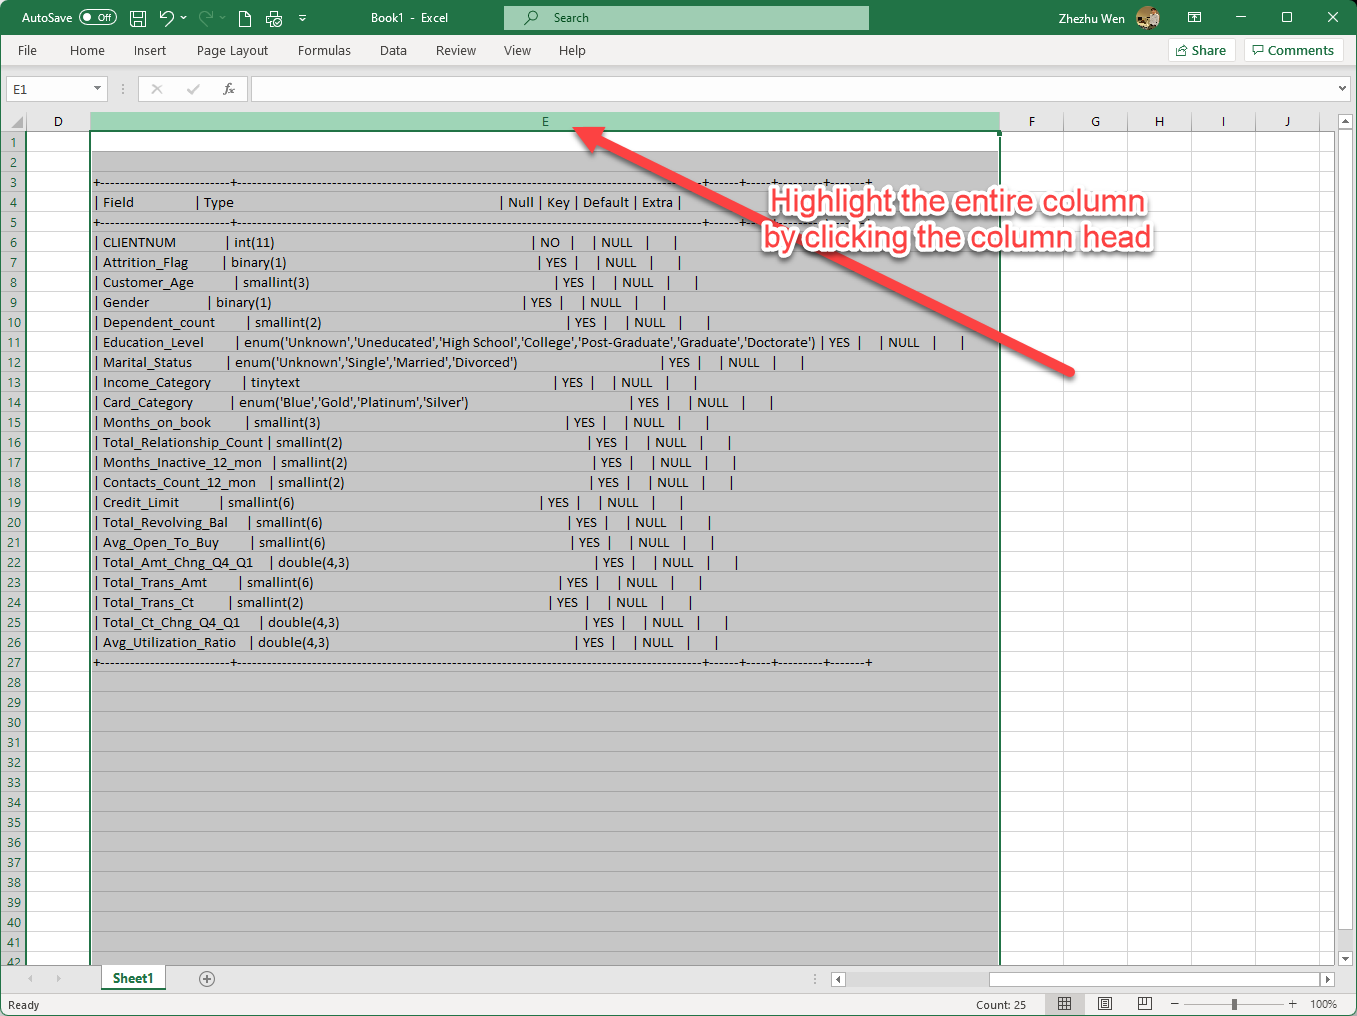 AutoSave Off Book1 - Excel Search Zhezhu Wen
File Home Insert Page Layout Formulas Data Review View Help Share Comments
E1 fx
D E F G H I J
1
2
3 +--------------------------+---------------------------------------------------------------------------------------------+------+-----+---------+-------+
4 | Field | Type | Null | Key | Default | Extra |
5 +--------------------------+---------------------------------------------------------------------------------------------+------+-----+---------+-------+
Highlight the entire column
by clicking the column head
6 | CLIENTNUM | int(11) | NO | | NULL | |
7 | Attrition_Flag | binary(1) | YES | | NULL | |
8 | Customer_Age | smallint(3) | YES | | NULL | |
9 | Gender | binary(1) | YES | | NULL | |
10 | Dependent_count | smallint(2) | YES | | NULL | |
11 | Education_Level | enum('Unknown','Uneducated','High School','College','Post-Graduate','Graduate','Doctorate') | YES | | NULL | |
12 | Marital_Status | enum('Unknown','Single','Married','Divorced') | YES | | NULL | |
13 | Income_Category | tinytext | YES | | NULL | |
14 | Card_Category | enum('Blue','Gold','Platinum','Silver') | YES | | NULL | |
15 | Months_on_book | smallint(3) | YES | | NULL | |
16 | Total_Relationship_Count | smallint(2) | YES | | NULL | |
17 | Months_Inactive_12_mon | smallint(2) | YES | | NULL | |
18 | Contacts_Count_12_mon | smallint(2) | YES | | NULL | |
19 | Credit_Limit | smallint(6) | YES | | NULL | |
20 | Total_Revolving_Bal | smallint(6) | YES | | NULL | |
21 | Avg_Open_To_Buy | smallint(6) | YES | | NULL | |
22 | Total_Amt_Chng_Q4_Q1 | double(4,3) | YES | | NULL | |
23 | Total_Trans_Amt | smallint(6) | YES | | NULL | |
24 | Total_Trans_Ct | smallint(2) | YES | | NULL | |
25 | Total_Ct_Chng_Q4_Q1 | double(4,3) | YES | | NULL | |
26 | Avg_Utilization_Ratio | double(4,3) | YES | | NULL | |
27 +--------------------------+---------------------------------------------------------------------------------------------+------+-----+---------+-------+
28
29
30
31
32
33
34
35
36
37
38
39
40
41
42
Sheet1
Ready Count: 25 100%